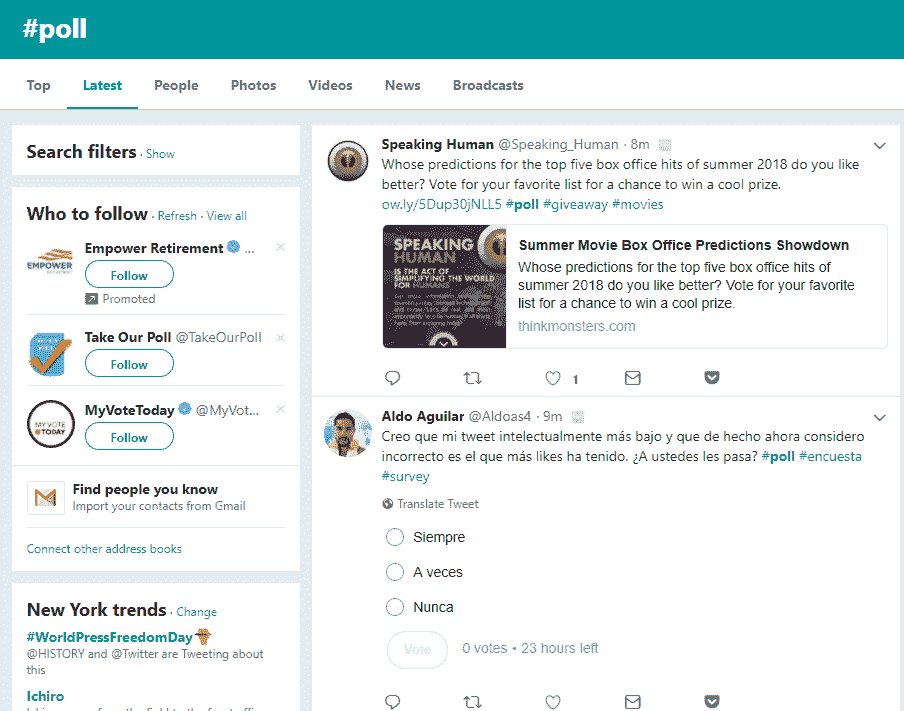 #poll
Top Latest People Photos Videos News Broadcasts
Search filters · Show
Who to follow · Refresh · View all
EMPOWER
Empower Retirement ...
Follow
Promoted
Take Our Poll @TakeOurPoll
Follow
MY VOTE
TODAY
MyVoteToday @MyVot...
Follow
Find people you know
Import your contacts from Gmail
Connect other address books
New York trends · Change
#WorldPressFreedomDay
@HISTORY and @Twitter are Tweeting about
this
Ichiro
Speaking Human @Speaking_Human · 8m
Whose predictions for the top five box office hits of summer 2018 do you like
better? Vote for your favorite list for a chance to win a cool prize.
ow.ly/5Dup30jNLL5 #poll #giveaway #movies
SPEAKING
HUMAN
IS THE ACT OF
SIMPLIFYING THE WORLD
FOR HUMANS
Summer Movie Box Office Predictions Showdown
Whose predictions for the top five box office hits of
summer 2018 do you like better? Vote for your favorite
list for a chance to win a cool prize.
thinkmonsters.com
1
Aldo Aguilar @Aldoas4 · 9m
Creo que mi tweet intelectualmente más bajo y que de hecho ahora considero
incorrecto es el que más likes ha tenido. ¿A ustedes les pasa? #poll #encuesta
#survey
Translate Tweet
Siempre
A veces
Nunca
Vote 0 votes • 23 hours left